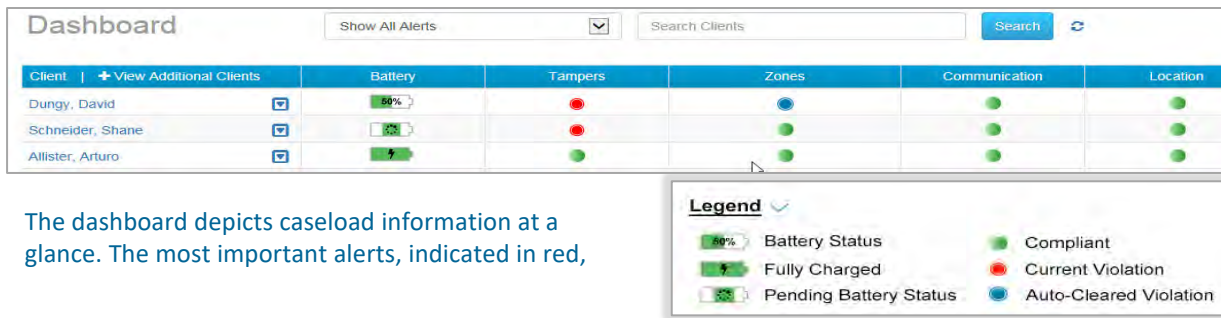 Dashboard
Show All Alerts
Search Clients
Search
Client | + View Additional Clients Battery Tampers Zones Communication Location
Dungy, David 50%
Schneider, Shane
Allister, Arturo
The dashboard depicts caseload information at a
glance. The most important alerts, indicated in red,
Legend
50% Battery Status Compliant
Fully Charged Current Violation
Pending Battery Status Auto-Cleared Violation